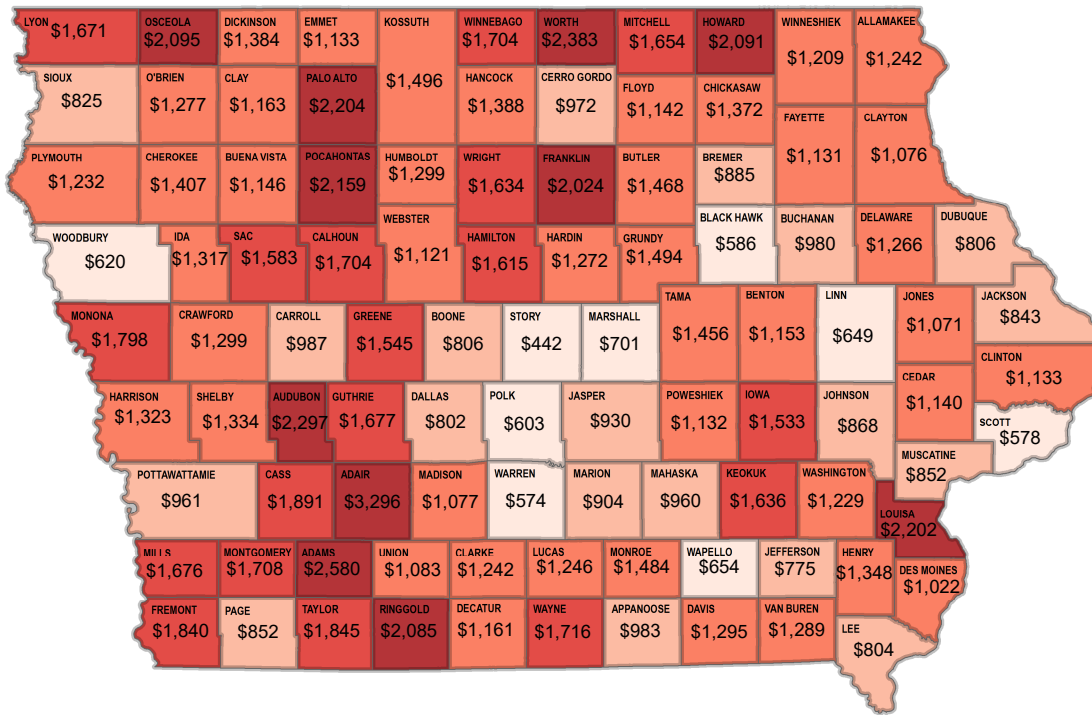 LYON
$1,671
OSCEOLA
$2,095
DICKINSON
$1,384
EMMET
$1,133
KOSSUTH
$1,496
WINNEBAGO
$1,704
WORTH
$2,383
MITCHELL
$1,654
HOWARD
$2,091
WINNESHIEK
$1,209
ALLAMAKEE
$1,242
SIOUX
$825
O'BRIEN
$1,277
CLAY
$1,163
PALO ALTO
$2,204
HANCOCK
$1,388
CERRO GORDO
$972
FLOYD
$1,142
CHICKASAW
$1,372
FAYETTE
$1,131
CLAYTON
$1,076
PLYMOUTH
$1,232
CHEROKEE
$1,407
BUENA VISTA
$1,146
POCAHONTAS
$2,159
HUMBOLDT
$1,299
WRIGHT
$1,634
FRANKLIN
$2,024
BUTLER
$1,468
BREMER
$885
WOODBURY
$620
IDA
$1,317
SAC
$1,583
CALHOUN
$1,704
WEBSTER
$1,121
HAMILTON
$1,615
HARDIN
$1,272
GRUNDY
$1,494
BLACK HAWK
$586
BUCHANAN
$980
DELAWARE
$1,266
DUBUQUE
$806
MONONA
$1,798
CRAWFORD
$1,299
CARROLL
$987
GREENE
$1,545
BOONE
$806
STORY
$442
MARSHALL
$701
TAMA
$1,456
BENTON
$1,153
LINN
$649
JONES
$1,071
JACKSON
$843
CLINTON
$1,133
HARRISON
$1,323
SHELBY
$1,334
AUDUBON
$2,297
GUTHRIE
$1,677
DALLAS
$802
POLK
$603
JASPER
$930
POWESHIEK
$1,132
IOWA
$1,533
JOHNSON
$868
CEDAR
$1,140
SCOTT
$578
MUSCATINE
$852
POTTAWATTAMIE
$961
CASS
$1,891
ADAIR
$3,296
MADISON
$1,077
WARREN
$574
MARION
$904
MAHASKA
$960
KEOKUK
$1,636
WASHINGTON
$1,229
LOUISA
$2,202
MILLS
$1,676
MONTGOMERY
$1,708
ADAMS
$2,580
UNION
$1,083
CLARKE
$1,242
LUCAS
$1,246
MONROE
$1,484
WAPELLO
$654
JEFFERSON
$775
HENRY
$1,348
DES MOINES
$1,022
FREMONT
$1,840
PAGE
$852
TAYLOR
$1,845
RINGGOLD
$2,085
DECATUR
$1,161
WAYNE
$1,716
APPANOOSE
$983
DAVIS
$1,295
VAN BUREN
$1,289
LEE
$804